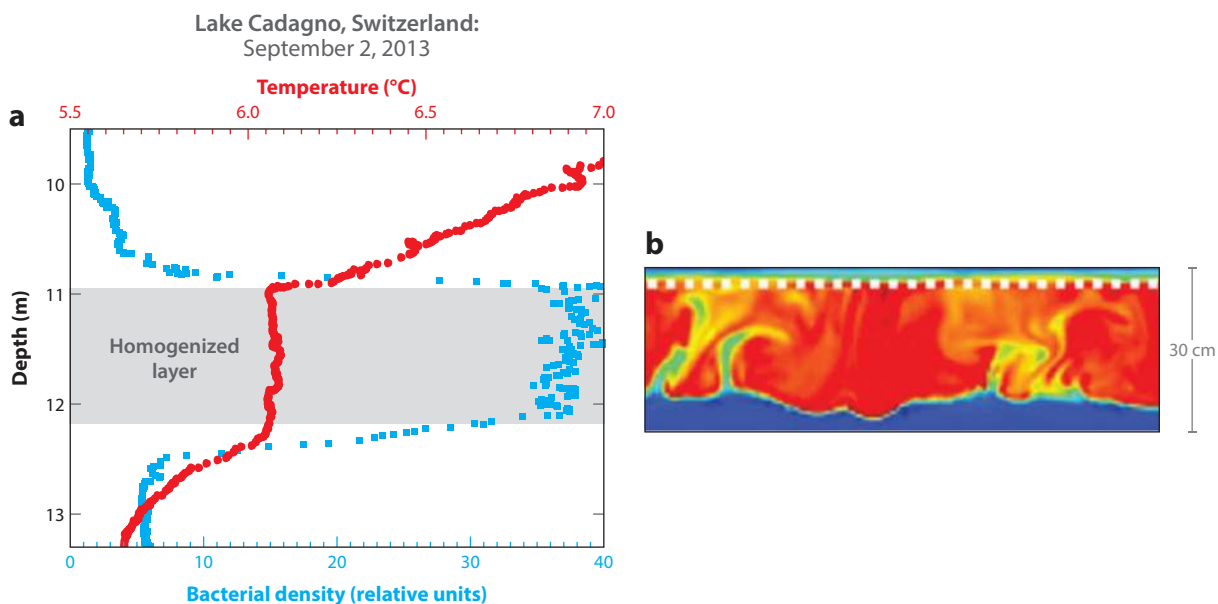 Lake Cadagno, Switzerland:
September 2, 2013
Temperature (°C)
a
5.5 6.0 6.5 7.0
Depth (m)
10
11
12
13
Homogenized
layer
0 10 20 30 40
Bacterial density (relative units)
b
30 cm